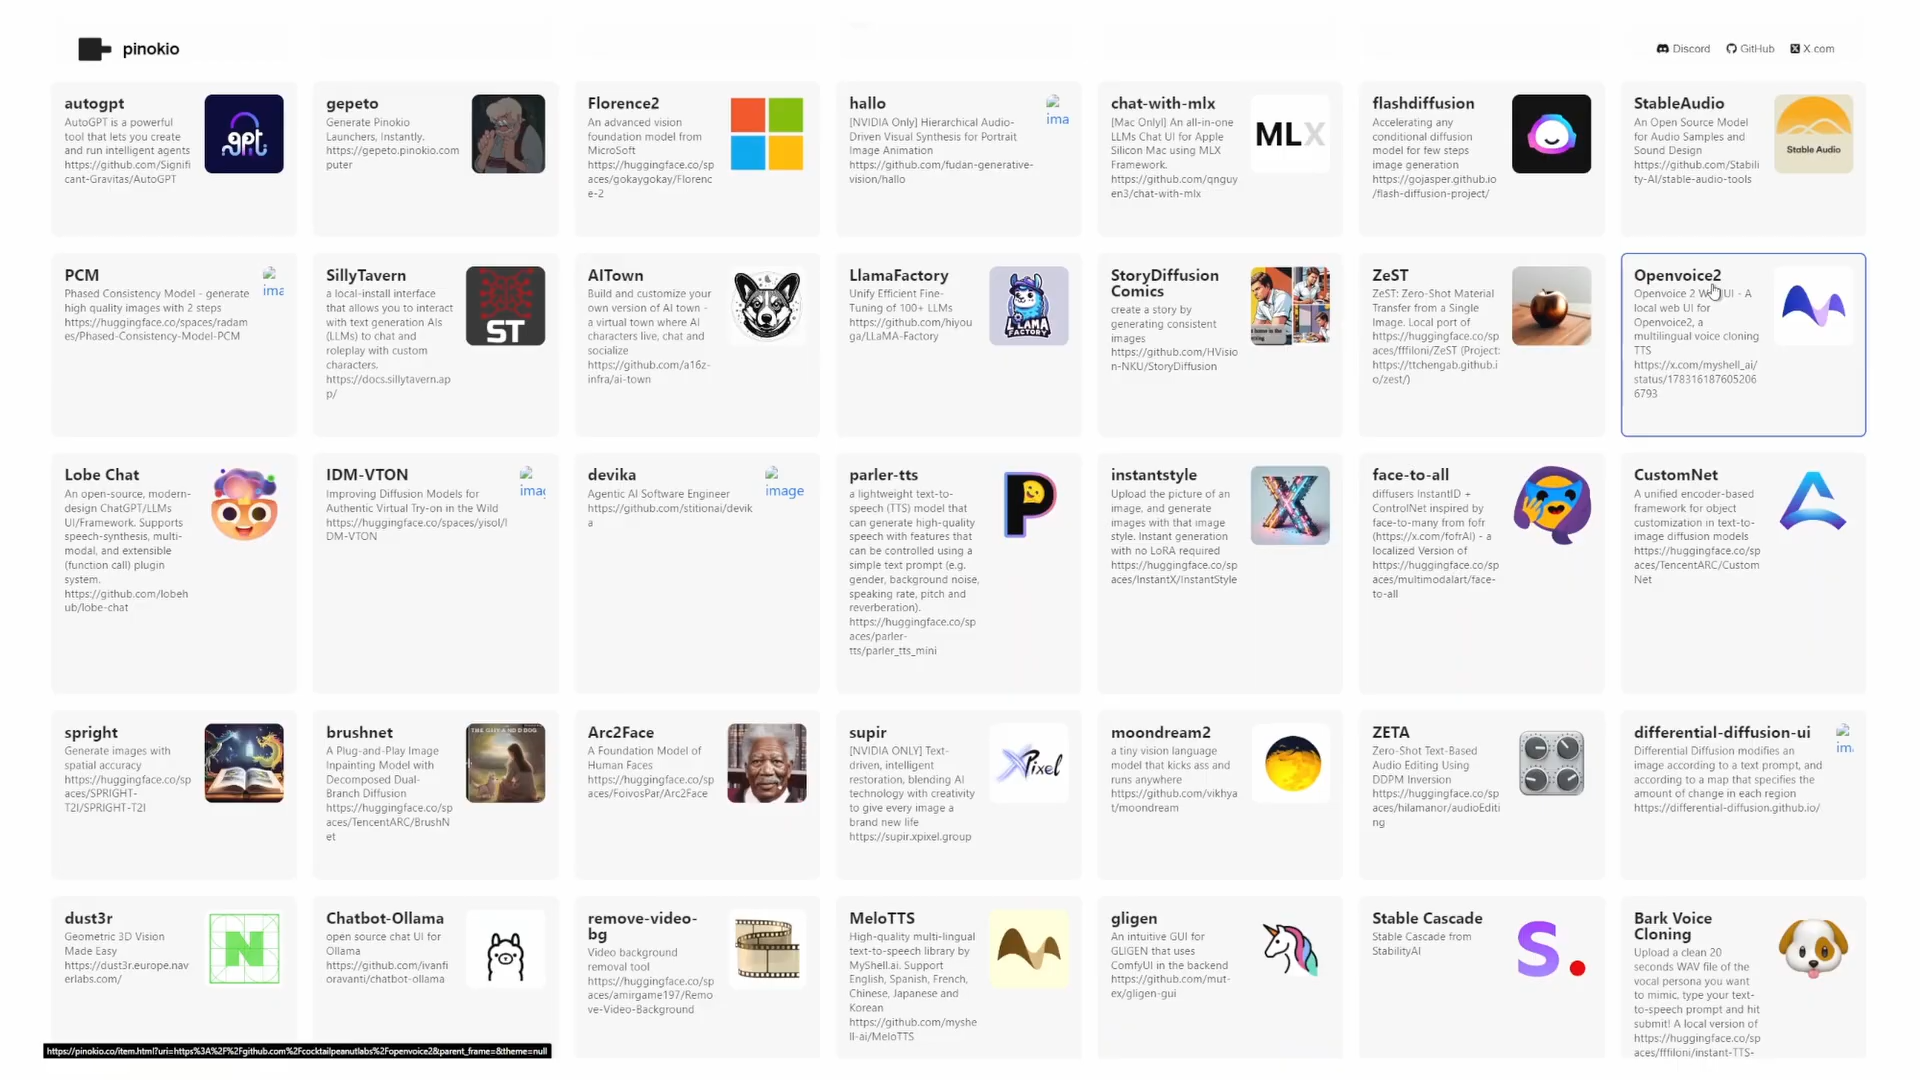 pinokio
Discord
GitHub
X.com
autogpt
AutoGPT is a powerful
tool that lets you create
and run intelligent agents
https://github.com/Signifi
cant-Gravitas/AutoGPT
gpt
gepeto
Generate Pinokio
Launchers, Instantly.
https://gepeto.pinokio.com
puter
Florence2
An advanced vision
foundation model from
MicroSoft
https://huggingface.co/sp
aces/gokaygokay/Florenc
e-2
hallo
[NVIDIA Only] Hierarchical Audio-
Driven Visual Synthesis for Portrait
Image Animation
https://github.com/fudan-generative-
vision/hallo
ima
chat-with-mlx
[Mac Onlyl] An all-in-one
LLMs Chat UI for Apple
Silicon Mac using MLX
Framework.
https://github.com/qnguy
en3/chat-with-mlx
MLX
flashdiffusion
Accelerating any
conditional diffusion
model for few steps
image generation
https://gojasper.github.io
/flash-diffusion-project/
StableAudio
An Open Source Model
for Audio Samples and
Sound Design
https://github.com/Stabili
ty-AI/stable-audio-tools
Stable Audio
PCM
Phased Consistency Model - generate
high quality images with 2 steps
https://huggingface.co/spaces/radam
es/Phased-Consistency-Model-PCM
ima
SillyTavern
a local-install interface
that allows you to interact
with text generation AIs
(LLMs) to chat and
roleplay with custom
characters.
https://docs.sillytavern.ap
p/
ST
AITown
Build and customize your
own version of AI town -
a virtual town where AI
characters live, chat and
socialize
https://github.com/a16z-
infra/ai-town
LlamaFactory
Unify Efficient Fine-
Tuning of 100+ LLMs
https://github.com/hiyou
ga/LLaMA-Factory
LLAMA
FACTORY
StoryDiffusion
Comics
create a story by
generating consistent
images
https://github.com/HVisio
n-NKU/StoryDiffusion
ZeST
ZeST: Zero-Shot Material
Transfer from a Single
Image. Local port of
https://huggingface.co/sp
aces/fffiloni/ZeST (Project:
https://ttchengab.github.i
o/zest/)
Openvoice2
Openvoice 2 UI - A
local web UI for
Openvoice2, a
multilingual voice cloning
TTS
https://x.com/myshell_ai/
status/178316187605206
6793
Lobe Chat
An open-source, modern-
design ChatGPT/LLMs
UI/Framework. Supports
speech-synthesis, multi-
modal, and extensible
(function call) plugin
system.
https://github.com/lobeh
ub/lobe-chat
IDM-VTON
Improving Diffusion Models for
Authentic Virtual Try-on in the Wild
https://huggingface.co/spaces/yisol/I
DM-VTON
imag
devika
Agentic AI Software Engineer
https://github.com/stitionai/devik
a
image
parler-tts
a lightweight text-to-
speech (TTS) model that
can generate high-quality
speech with features that
can be controlled using a
simple text prompt (e.g.
gender, background noise,
speaking rate, pitch and
reverberation).
https://huggingface.co/sp
aces/parler-
tts/parler_tts_mini
instantstyle
Upload the picture of an
image, and generate
images with that image
style. Instant generation
with no LoRA required
https://huggingface.co/sp
aces/InstantX/InstantStyle
face-to-all
diffusers InstantID +
ControlNet inspired by
face-to-many from fofr
(https://x.com/fofrAI) - a
localized Version of
https://huggingface.co/sp
aces/multimodalart/face-
to-all
CustomNet
A unified encoder-based
framework for object
customization in text-to-
image diffusion models
https://huggingface.co/sp
aces/TencentARC/Custom
Net
spright
Generate images with
spatial accuracy
https://huggingface.co/sp
aces/SPRIGHT-
T2I/SPRIGHT-T2I
brushnet
A Plug-and-Play Image
Inpainting Model with
Decomposed Dual-
Branch Diffusion
https://huggingface.co/sp
aces/TencentARC/BrushN
et
Arc2Face
A Foundation Model of
Human Faces
https://huggingface.co/sp
aces/FoivosPar/Arc2Face
supir
[NVIDIA ONLY] Text-
driven, intelligent
restoration, blending AI
technology with creativity
to give every image a
brand new life
https://supir.xpixel.group
XPixel
moondream2
a tiny vision language
model that kicks ass and
runs anywhere
https://github.com/vikhya
t/moondream
ZETA
Zero-Shot Text-Based
Audio Editing Using
DDPM Inversion
https://huggingface.co/sp
aces/hilamanor/audioEditi
ng
differential-diffusion-ui
Differential Diffusion modifies an
image according to a text prompt, and
according to a map that specifies the
amount of change in each region
https://differential-diffusion.github.io/
im
dust3r
Geometric 3D Vision
Made Easy
https://dust3r.europe.nav
erlabs.com/
N
Chatbot-Ollama
open source chat UI for
Ollama
https://github.com/ivanfi
oravanti/chatbot-ollama
remove-video-
bg
Video background
removal tool
https://huggingface.co/sp
aces/amirgame197/Remo
ve-Video-Background
MeloTTS
High-quality multi-lingual
text-to-speech library by
MyShell.ai. Support
English, Spanish, French,
Chinese, Japanese and
Korean
https://github.com/myshe
ll-ai/MeloTTS
gligen
An intuitive GUI for
GLIGEN that uses
ComfyUI in the backend
https://github.com/mut-
ex/gligen-gui
Stable Cascade
Stable Cascade from
StabilityAI
S.
Bark Voice
Cloning
Upload a clean 20
seconds WAV file of the
vocal persona you want
to mimic, type your text-
to-speech prompt and hit
submit! A local version of
https://huggingface.co/sp
aces/fffiloni/instant-TTS-
https://pinokio.co/item.html?uri=https%3A%2F%2Fgithub.com%2Fcocktailpeanutlabs%2Fopenvoice2&parent_frame=&theme=null